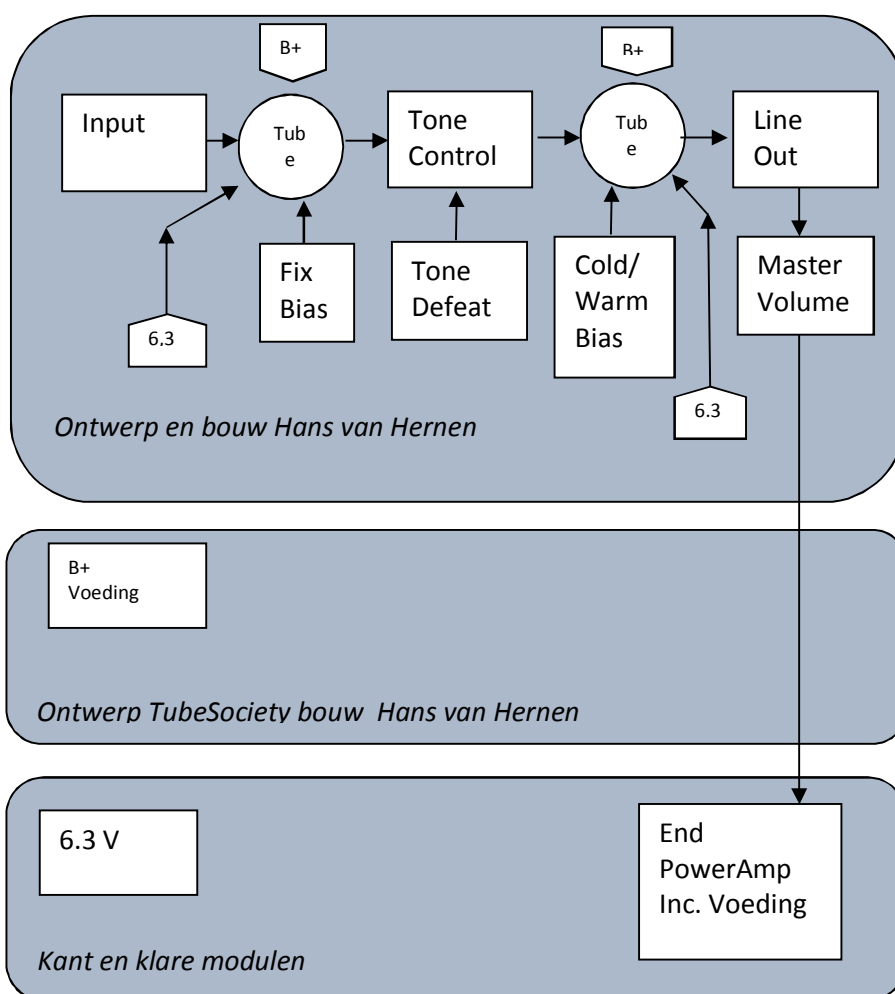 B+
B+
Input
Tub
e
Tone
Control
Tub
e
Line
Out
Fix
Bias
Tone
Defeat
Cold/
Warm
Bias
Master
Volume
6.3
6.3
Ontwerp en bouw Hans van Hernen
B+
Voeding
Ontwerp TubeSociety bouw Hans van Hernen
6.3 V
End
PowerAmp
Inc. Voeding
Kant en klare modulen